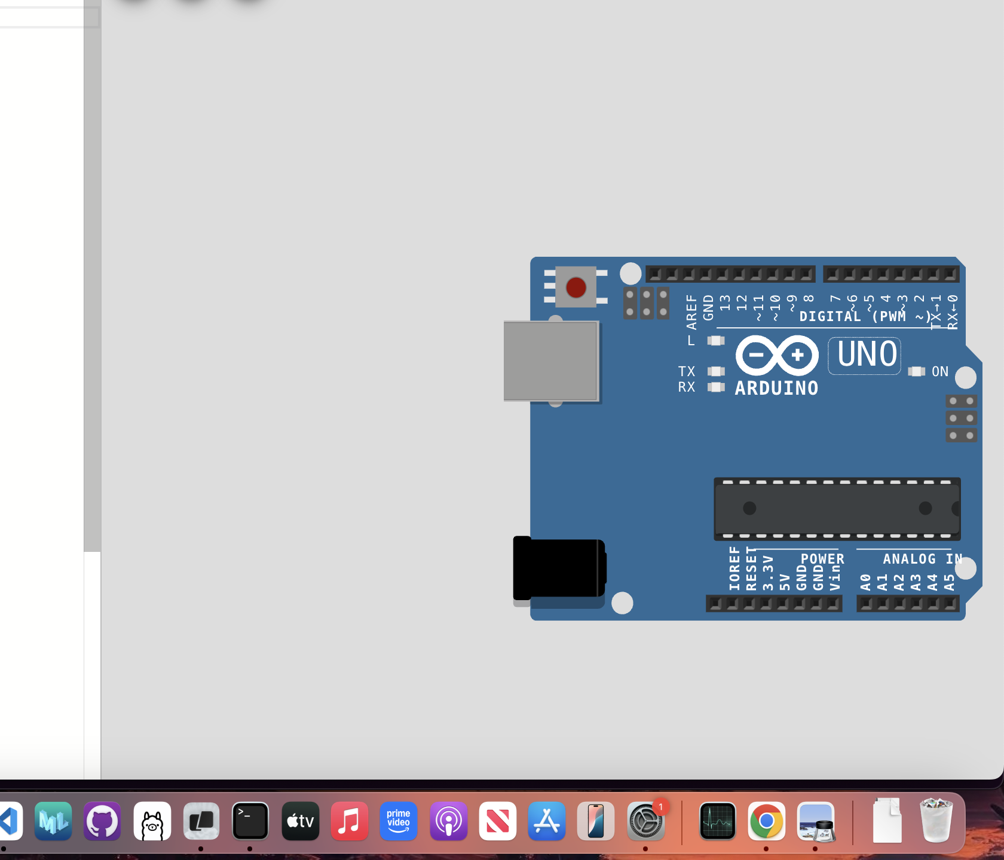 AREF
GND
13
12
~11
~10
~9
8
7
~6
~5
4
~3
2
TX→1
RX←0
DIGITAL (PWM ~)
L
TX
RX
UNO
ON
ARDUINO
IOREF
RESET
3.3V
5V
GND
GND
Vin
POWER
ANALOG IN
A0
A1
A2
A3
A4
A5
ML
>_
tv
prime
video
1